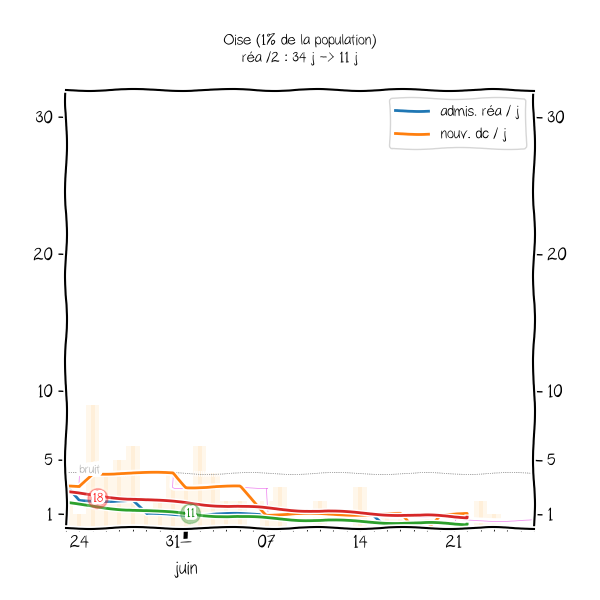 Oise (1% de la population)
réa /2 : 34 j -> 11 j
admis. réa / j
nouv. dc / j
30
30
20
20
10
10
5
5
bruit
18
11
1
1
24
31
07
14
21
juin